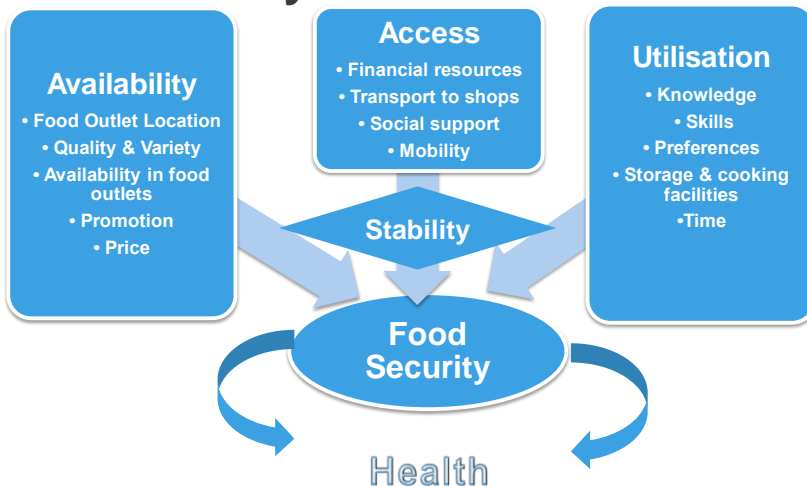 Availability
• Food Outlet Location
• Quality & Variety
• Availability in food
outlets
• Promotion
• Price
Access
• Financial resources
• Transport to shops
• Social support
• Mobility
Utilisation
• Knowledge
• Skills
• Preferences
• Storage & cooking
facilities
•Time
Stability
Food
Security
Health